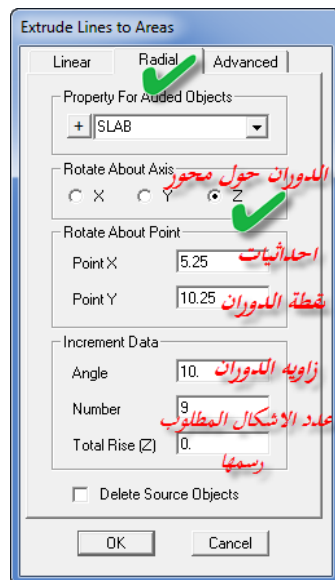 Extrude Lines to Areas
Linear Radial Advanced
Property For Added Objects
+ SLAB
Rotate About Axis
الدوران حول محور
X Y Z
Rotate About Point
احداثيات
Point X 5.25
Point Y 10.25
نقطة الدوران
Increment Data
Angle 10.
زاويه الدوران
Number 9
عدد الاشكال المطلوب
Total Rise (Z) 0.
رسمها
Delete Source Objects
OK Cancel